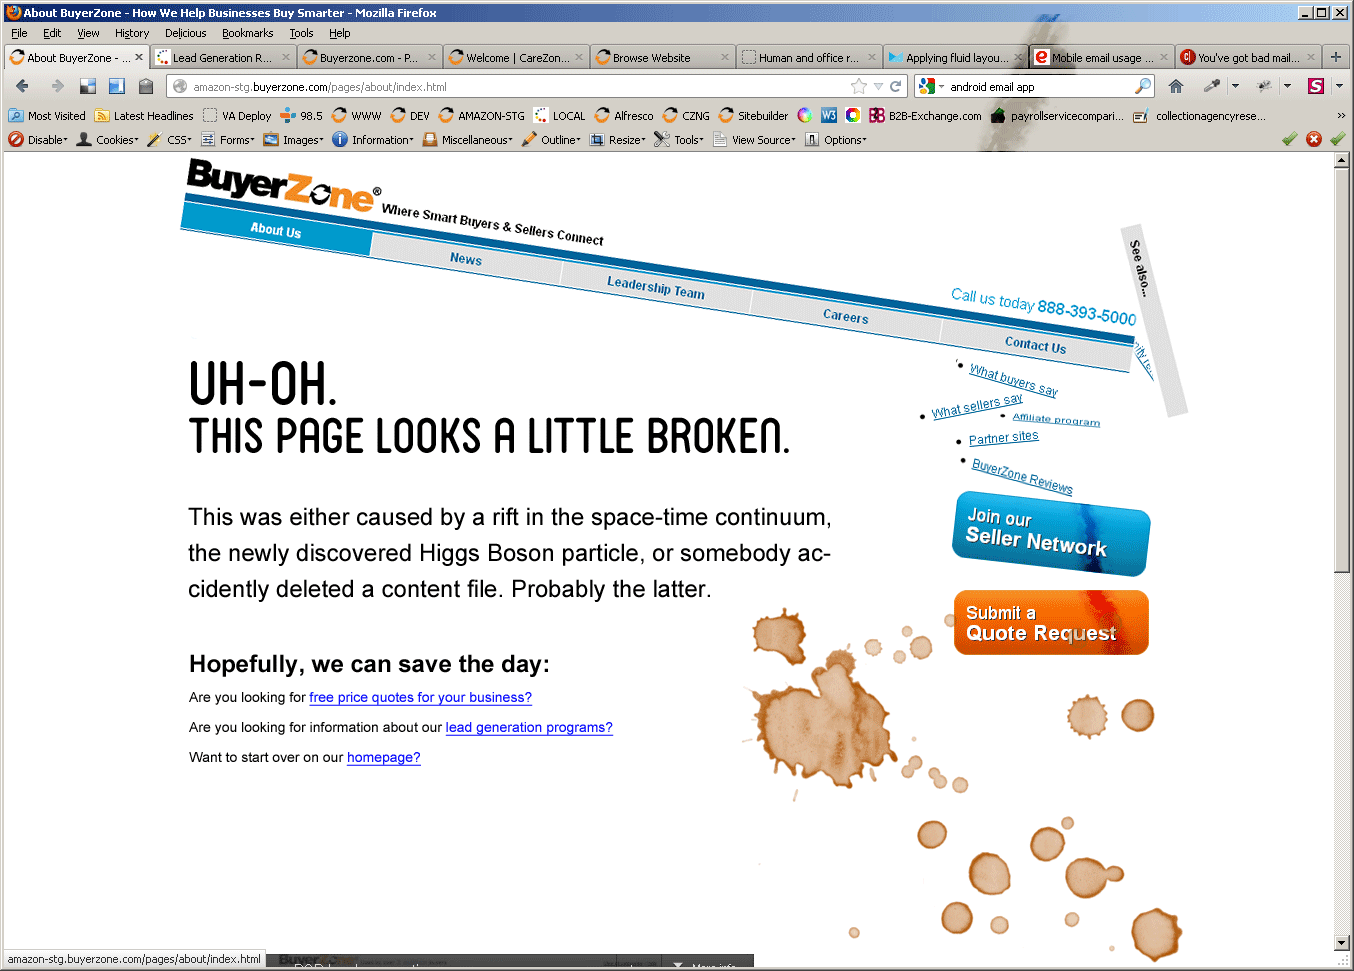 About BuyerZone - How We Help Businesses Buy Smarter - Mozilla Firefox
File Edit View History Delicious Bookmarks Tools Help
About BuyerZone - ... Lead Generation R... Buyerzone.com - P... Welcome | CareZon... Browse Website Human and office r... Applying fluid layou... Mobile email usage ... You've got bad mail...
amazon-stg.buyerzone.com/pages/about/index.html android email app
Most Visited Latest Headlines VA Deploy 98.5 WWW DEV AMAZON-STG LOCAL Alfresco CZNG Sitebuilder W3 B2B-Exchange.com payrollservicecompari... collectionagencyrese... »
Disable Cookies CSS Forms Images Information Miscellaneous Outline Resize Tools View Source Options
BuyerZone® Where Smart Buyers & Sellers Connect
Call us today 888-393-5000
About Us News Leadership Team Careers Contact Us
See also...
What buyers say
What sellers say
Affiliate program
Partner sites
BuyerZone Reviews
Join our
Seller Network
Submit a
Quote Request
UH-OH.
THIS PAGE LOOKS A LITTLE BROKEN.
This was either caused by a rift in the space-time continuum,
the newly discovered Higgs Boson particle, or somebody ac-
cidently deleted a content file. Probably the latter.
Hopefully, we can save the day:
Are you looking for free price quotes for your business?
Are you looking for information about our lead generation programs?
Want to start over on our homepage?
amazon-stg.buyerzone.com/pages/about/index.html